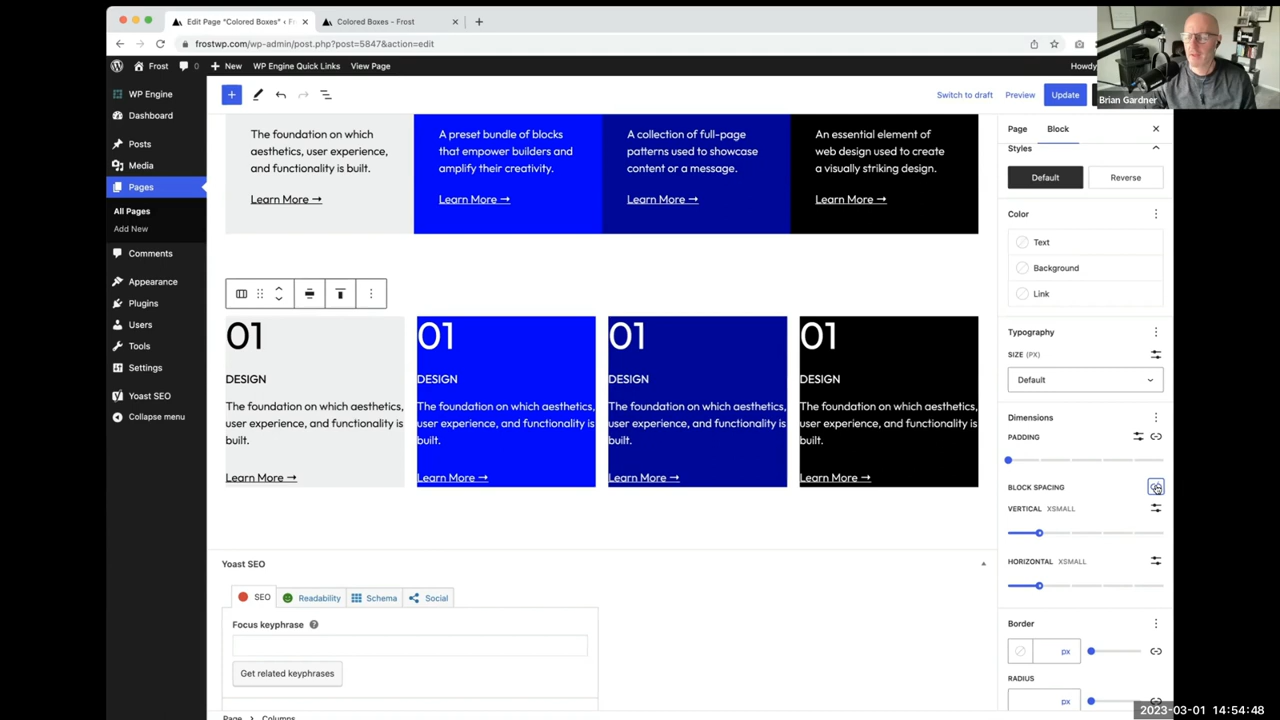 Edit Page "Colored Boxes" ‹ Fr
Colored Boxes - Frost
frostwp.com/wp-admin/post.php?post=5847&action=edit
Frost
0
New
WP Engine Quick Links
View Page
Howdy
Brian Gardner
WP Engine
Dashboard
Posts
Media
Pages
All Pages
Add New
Comments
Appearance
Plugins
Users
Tools
Settings
Yoast SEO
Collapse menu
Switch to draft
Preview
Update
The foundation on which
aesthetics, user experience,
and functionality is built.
Learn More →
A preset bundle of blocks
that empower builders and
amplify their creativity.
Learn More →
A collection of full-page
patterns used to showcase
content or a message.
Learn More →
An essential element of
web design used to create
a visually striking design.
Learn More →
01
DESIGN
The foundation on which aesthetics,
user experience, and functionality is
built.
Learn More →
01
DESIGN
The foundation on which aesthetics,
user experience, and functionality is
built.
Learn More →
01
DESIGN
The foundation on which aesthetics,
user experience, and functionality is
built.
Learn More →
01
DESIGN
The foundation on which aesthetics,
user experience, and functionality is
built.
Learn More →
Yoast SEO
SEO
Readability
Schema
Social
Focus keyphrase
Get related keyphrases
Page > Columns
Page
Block
Styles
Default
Reverse
Color
Text
Background
Link
Typography
SIZE (PX)
Default
Dimensions
PADDING
BLOCK SPACING
VERTICAL XSMALL
HORIZONTAL XSMALL
Border
px
RADIUS
px
2023-03-01 14:54:48